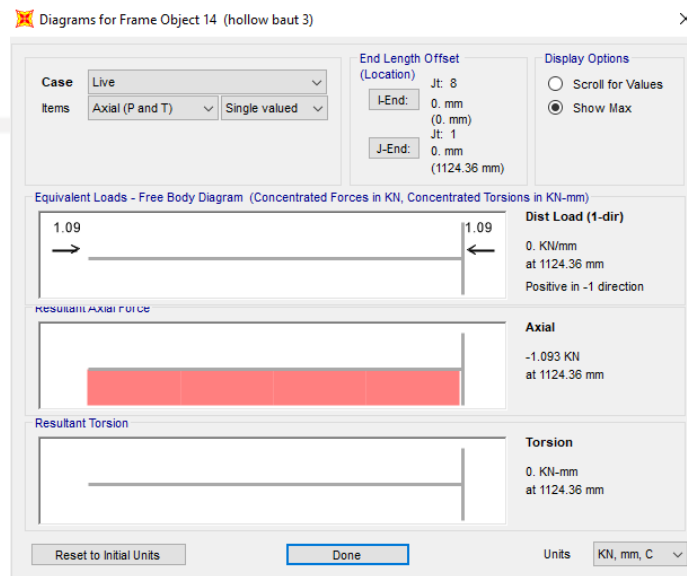 Diagrams for Frame Object 14 (hollow baut 3)
Case
Live
Items
Axial (P and T)
Single valued
End Length Offset
(Location)
I-End:
Jt: 8
0. mm
(0. mm)
J-End:
Jt: 1
0. mm
(1124.36 mm)
Display Options
Scroll for Values
Show Max
Equivalent Loads - Free Body Diagram (Concentrated Forces in KN, Concentrated Torsions in KN-mm)
1.09
1.09
Dist Load (1-dir)
0. KN/mm
at 1124.36 mm
Positive in -1 direction
Resultant Axial Force
Axial
-1.093 KN
at 1124.36 mm
Resultant Torsion
Torsion
0. KN-mm
at 1124.36 mm
Reset to Initial Units
Done
Units
KN, mm, C